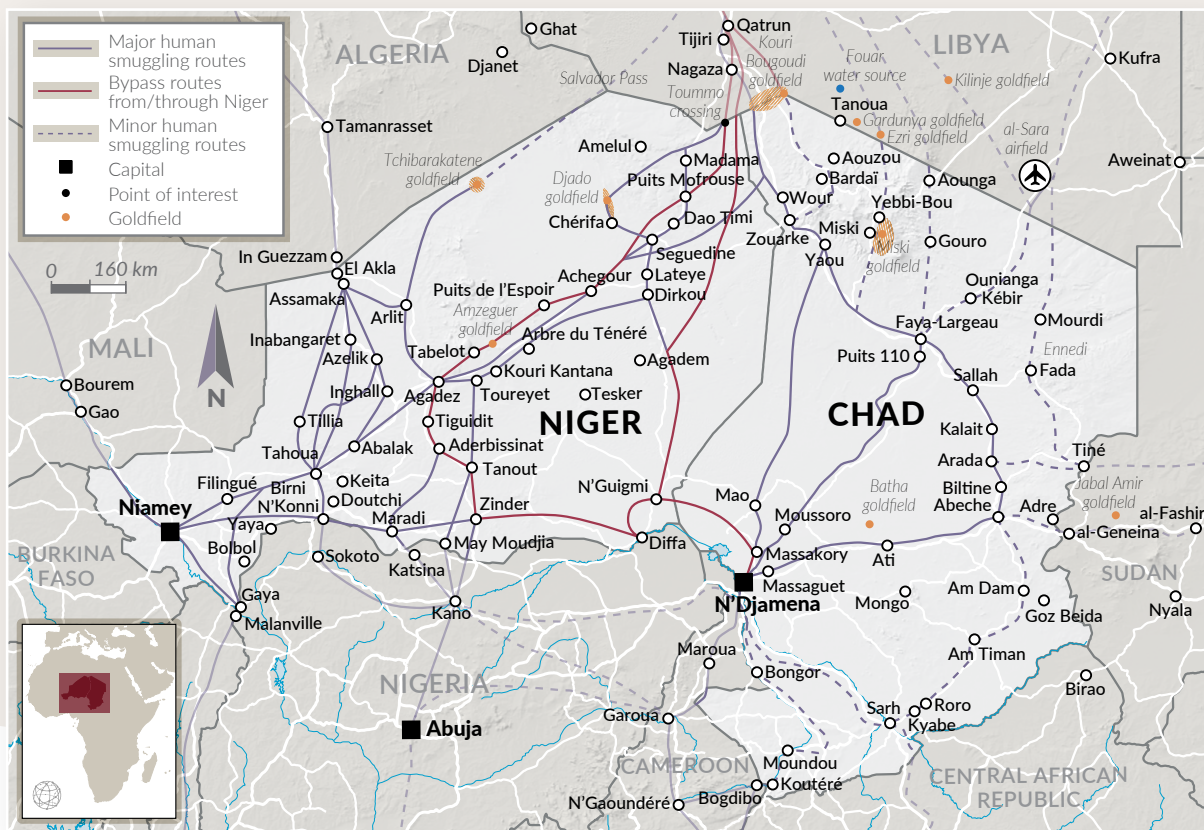 Major human
smuggling routes
Bypass routes
from/through Niger
Minor human
smuggling routes
Capital
Point of interest
Goldfield
0 160 km
N
ALGERIA
LIBYA
MALI
NIGER
CHAD
BURKINA
FASO
NIGERIA
CAMEROON
CENTRAL AFRICAN
REPUBLIC
SUDAN
Ghat
Djanet
Qatrun
Tijiri
Nagaza
Kouri
Bougoudi
goldfield
Salvador Pass
Toummo
crossing
Fouar
water source
Kilinje goldfield
Kufra
Tanoua
Gardunya goldfield
Ezri goldfield
al-Sara
airfield
Aweinat
Tamanrasset
Tchibarakatene
goldfield
Amelul
Madama
Puits Mofrouse
Djado
goldfield
Chérifa
Dao Timi
Aouzou
Bardaï
Wour
Zouarke
Aounga
Yebbi-Bou
Miski
Miski
goldfield
Yaou
Gouro
In Guezzam
El Akla
Assamaka
Arlit
Seguedine
Lateye
Dirkou
Achegour
Puits de l'Espoir
Amzeguer
goldfield
Arbre du Ténéré
Tabelot
Kouri Kantana
Agadem
Ounianga
Kébir
Faya-Largeau
Puits 110
Mourdi
Ennedi
Fada
Inabangaret
Azelik
Inghall
Agadez
Toureyet
Tesker
Bourem
Gao
Tillia
Tiguidit
Abalak
Aderbissinat
Tahoua
Tanout
Sallah
Kalait
Arada
Tiné
Biltine
Abeche
Filingué
Keita
Birni
N'Konni
Doutchi
Niamey
Yaya
Bolbol
Maradi
Zinder
N'Guigmi
Mao
Moussoro
Batha
goldfield
Adre
Jabal Amir
goldfield
al-Fashir
al-Geneina
Sokoto
Katsina
May Moudjia
Diffa
Massakory
Massaguet
Ati
N'Djamena
Mongo
Am Dam
Goz Beida
Nyala
Gaya
Malanville
Kano
Maroua
Bongor
Am Timan
Birao
Abuja
Garoua
Sarh
Roro
Kyabe
Moundou
Koutéré
Bogdibo
N'Gaoundéré